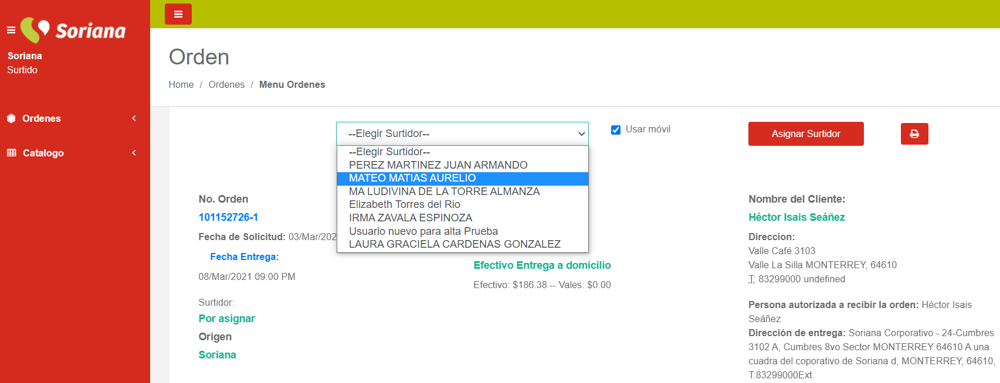 Soriana
Soriana
Surtido
Ordenes
Catalogo
Orden
Home / Ordenes / Menu Ordenes
--Elegir Surtidor--
--Elegir Surtidor--
PEREZ MARTINEZ JUAN ARMANDO
MATEO MATIAS AURELIO
MA LUDIVINA DE LA TORRE ALMANZA
Elizabeth Torres del Rio
IRMA ZAVALA ESPINOZA
Usuario nuevo para alta Prueba
LAURA GRACIELA CARDENAS GONZALEZ
Usar móvil
Asignar Surtidor
No. Orden
101152726-1
Fecha de Solicitud: 03/Mar/202
Fecha Entrega:
08/Mar/2021 09:00 PM
Surtidor:
Por asignar
Origen
Soriana
Efectivo Entrega a domicilio
Efectivo: $186.38 -- Vales: $0.00
Nombre del Cliente:
Héctor Isais Seáñez
Direccion:
Valle Café 3103
Valle La Silla MONTERREY, 64610
T: 83299000 undefined
Persona autorizada a recibir la orden: Héctor Isais
Seáñez
Dirección de entrega: Soriana Corporativo - 24-Cumbres
3102 A, Cumbres 8vo Sector MONTERREY 64610 A una
cuadra del coporativo de Soriana d, MONTERREY, 64610,
T:83299000Ext.